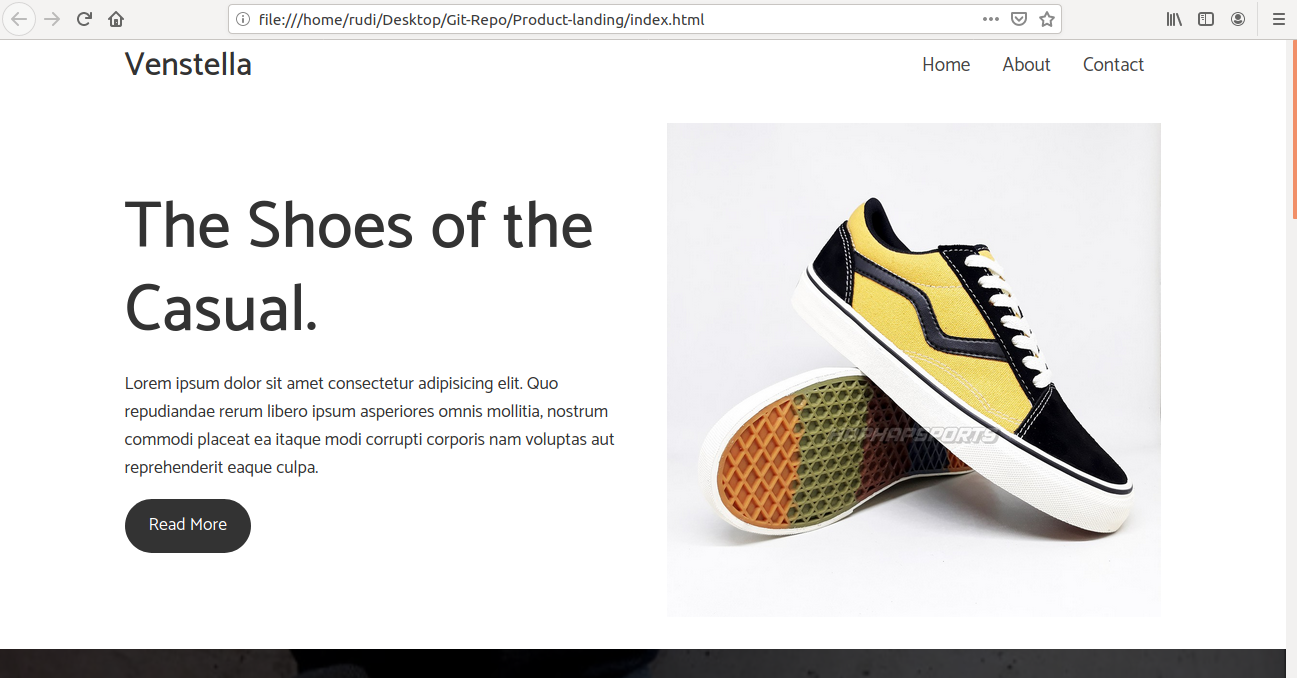 file:///home/rudi/Desktop/Git-Repo/Product-landing/index.html
Venstella
Home About Contact
The Shoes of the
Casual.
Lorem ipsum dolor sit amet consectetur adipisicing elit. Quo
repudiandae rerum libero ipsum asperiores omnis mollitia, nostrum
commodi placeat ea itaque modi corrupti corporis nam voluptas aut
reprehenderit eaque culpa.
Read More